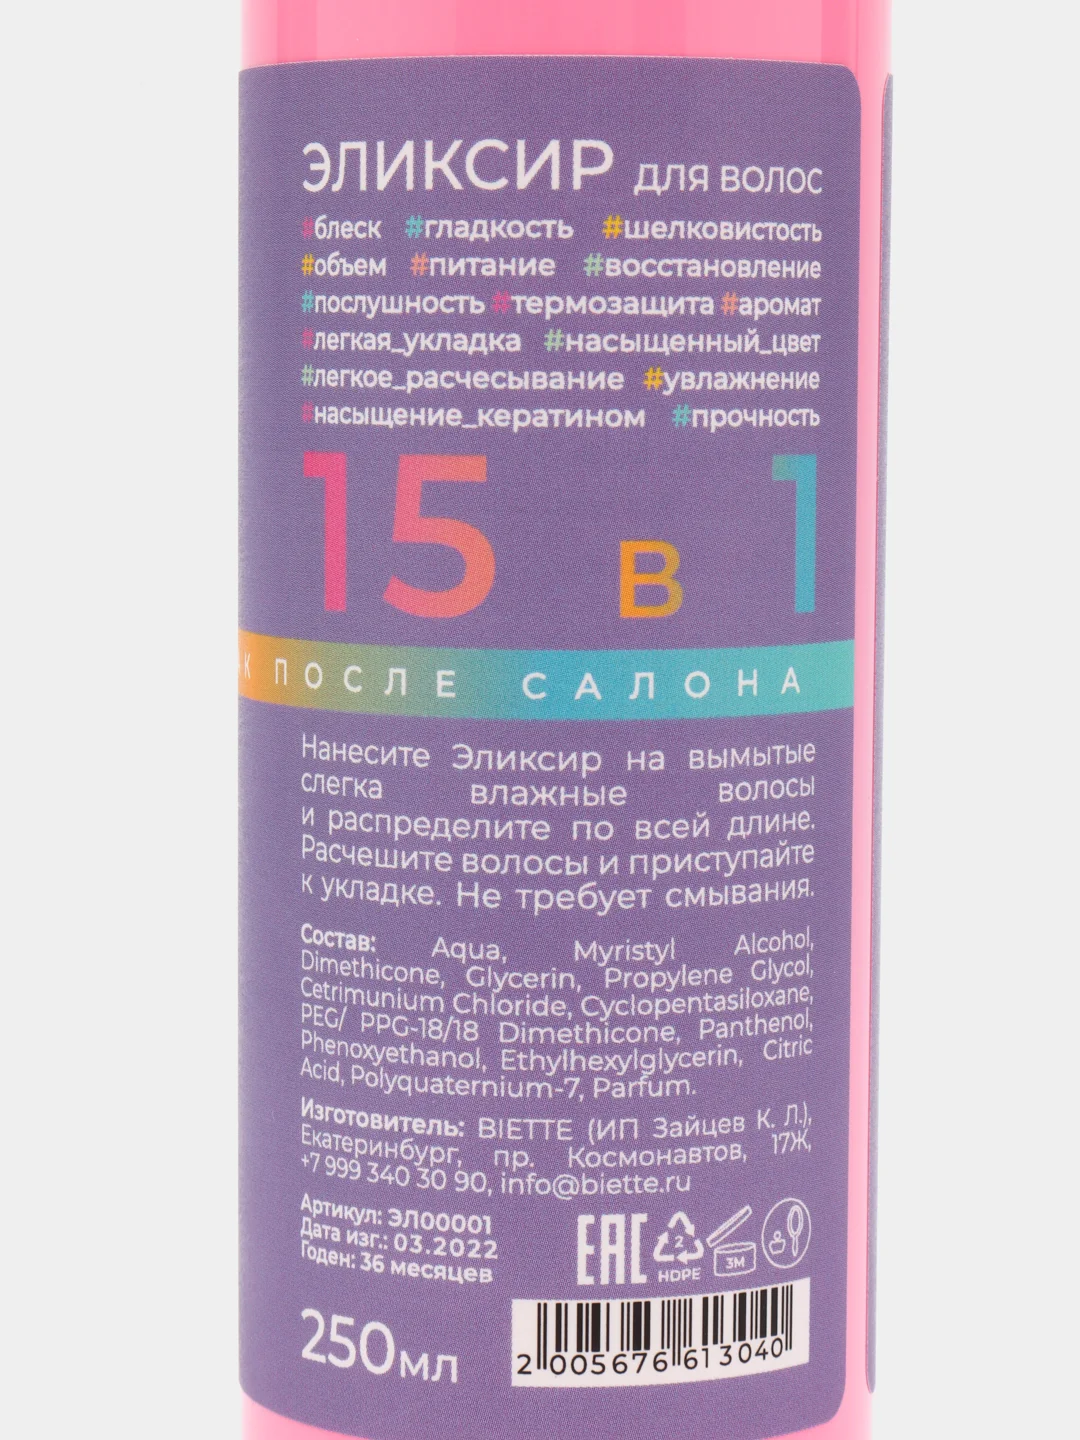 ЭЛИКСИР для волос
#блеск #гладкость #шелковистость
#объем #питание #восстановление
#послушность #термозащита #аромат
#легкая_укладка #насыщенный_цвет
#легкое_расчесывание #увлажнение
#насыщение_кератином #прочность
15 в 1
К ПОСЛЕ САЛОНА
Нанесите Эликсир на вымытые
слегка влажные волосы
и распределите по всей длине.
Расчешите волосы и приступайте
к укладке. Не требует смывания.
Состав: Aqua, Myristyl Alcohol,
Dimethicone, Glycerin, Propylene Glycol,
Cetrimunium Chloride, Cyclopentasiloxane,
PEG/ PPG-18/18 Dimethicone, Panthenol,
Phenoxyethanol, Ethylhexylglycerin, Citric
Acid, Polyquaternium-7, Parfum.
Изготовитель: BIETTE (ИП Зайцев К. Л.),
Екатеринбург, пр. Космонавтов, 17Ж,
+7 999 340 30 90, info@biette.ru
Артикул: ЭЛ00001
Дата изг.: 03.2022
Годен: 36 месяцев
EAC
2
HDPE
3М
250мл
2 005676 613040